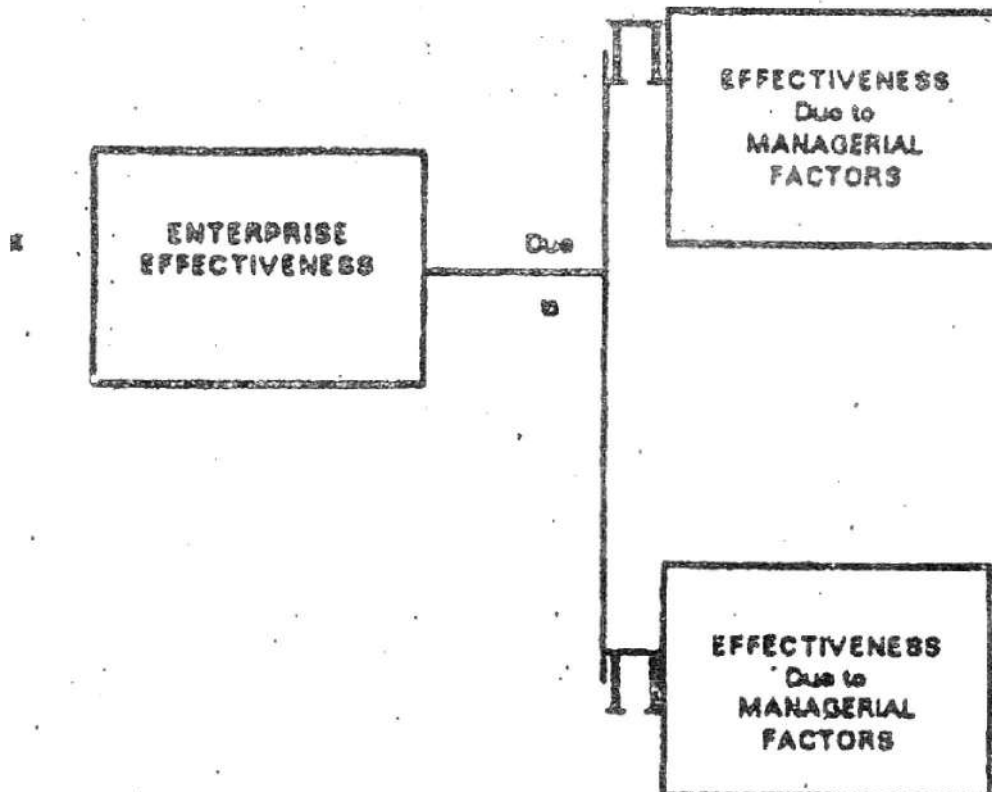 ENTERPRISE
EFFECTIVENESS
Due
to
EFFECTIVENESS
Due to
MANAGERIAL
FACTORS
EFFECTIVENESS
Due to
MANAGERIAL
FACTORS